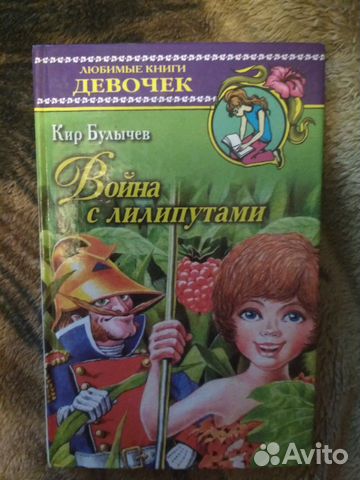 ЛЮБИМЫЕ КНИГИ
ДЕВОЧЕК
Кир Булычев
Война
с лилипутами
Avito